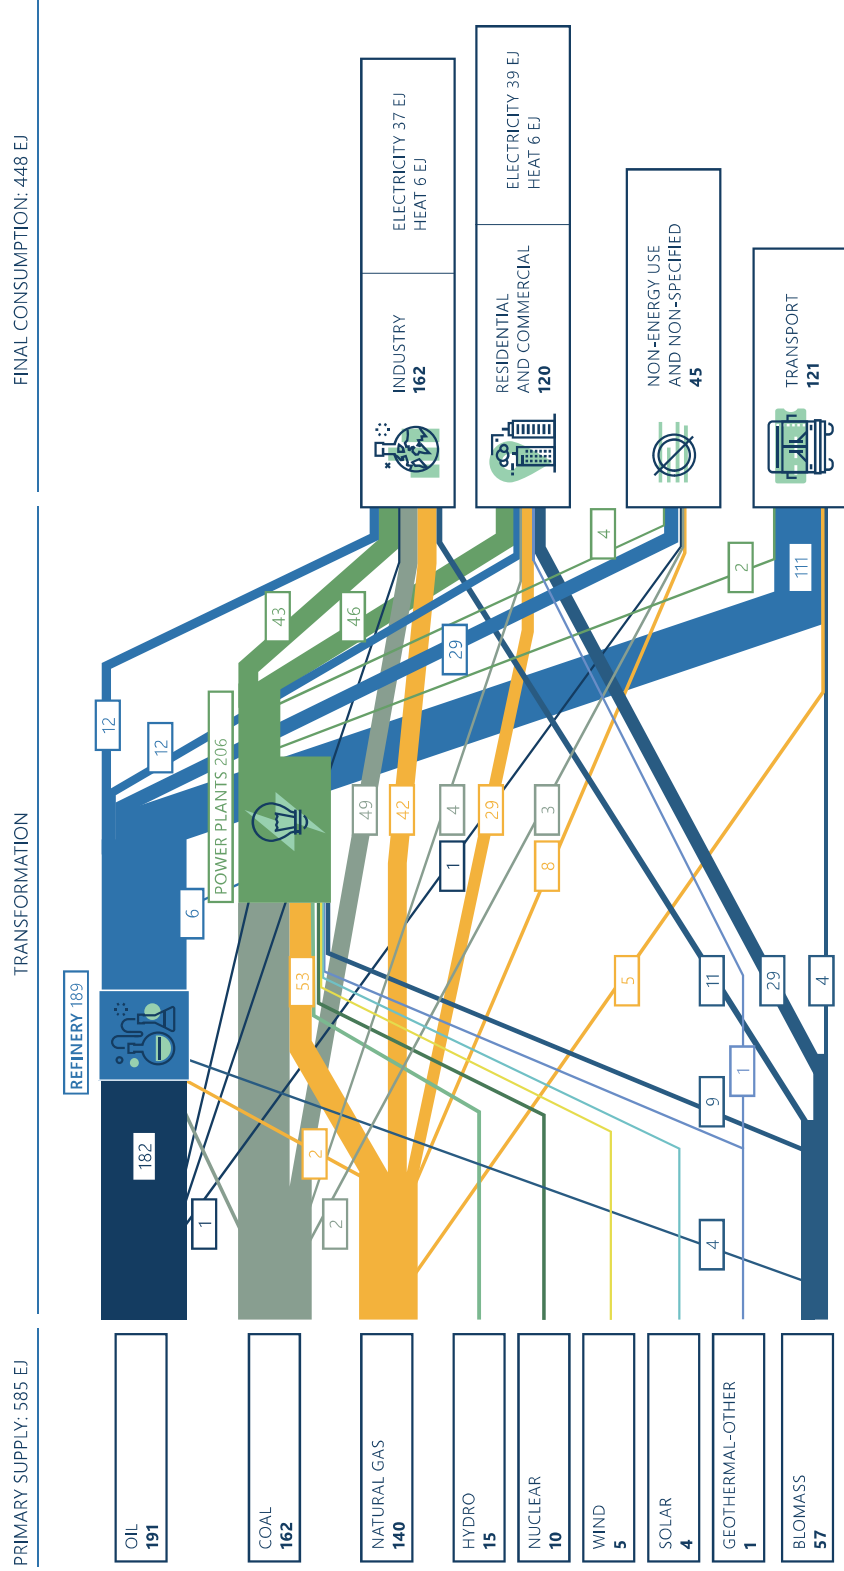 PRIMARY SUPPLY: 585 EJ
TRANSFORMATION
FINAL CONSUMPTION: 448 EJ
OIL
191
COAL
162
NATURAL GAS
140
HYDRO
15
NUCLEAR
10
WIND
5
SOLAR
4
GEOTHERMAL-OTHER
1
BLOMASS
57
REFINERY 189
182
1
2
2
4
POWER PLANTS 206
6
53
9
1
12
12
49
42
4
1
29
3
8
5
11
29
4
43
46
29
4
2
111
INDUSTRY
162
ELECTRICITY 37 EJ
HEAT 6 EJ
RESIDENTIAL
AND COMMERCIAL
120
ELECTRICITY 39 EJ
HEAT 6 EJ
NON-ENERGY USE
AND NON-SPECIFIED
45
TRANSPORT
121